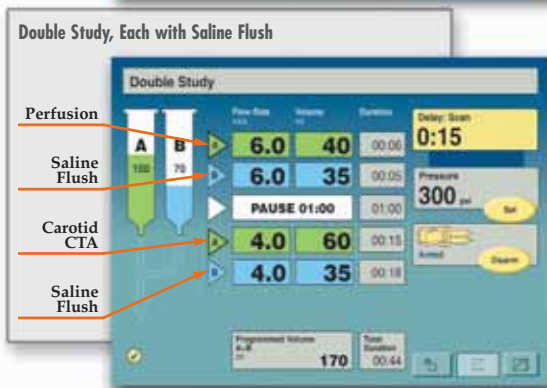 Double Study, Each with Saline Flush
Double Study
Flow Rate Volume Duration
Perfusion
A B
100 70
A 6.0 40 00:06
Delay: Scan
0:15
Saline
Flush
B 6.0 35 00:05
Pressure
300 psi
Set
PAUSE 01:00 01:00
Carotid
CTA
A 4.0 60 00:15
Armed
Disarm
Saline
Flush
B 4.0 35 00:18
Programmed Volume
A+B
170
Total
Duration
00:44